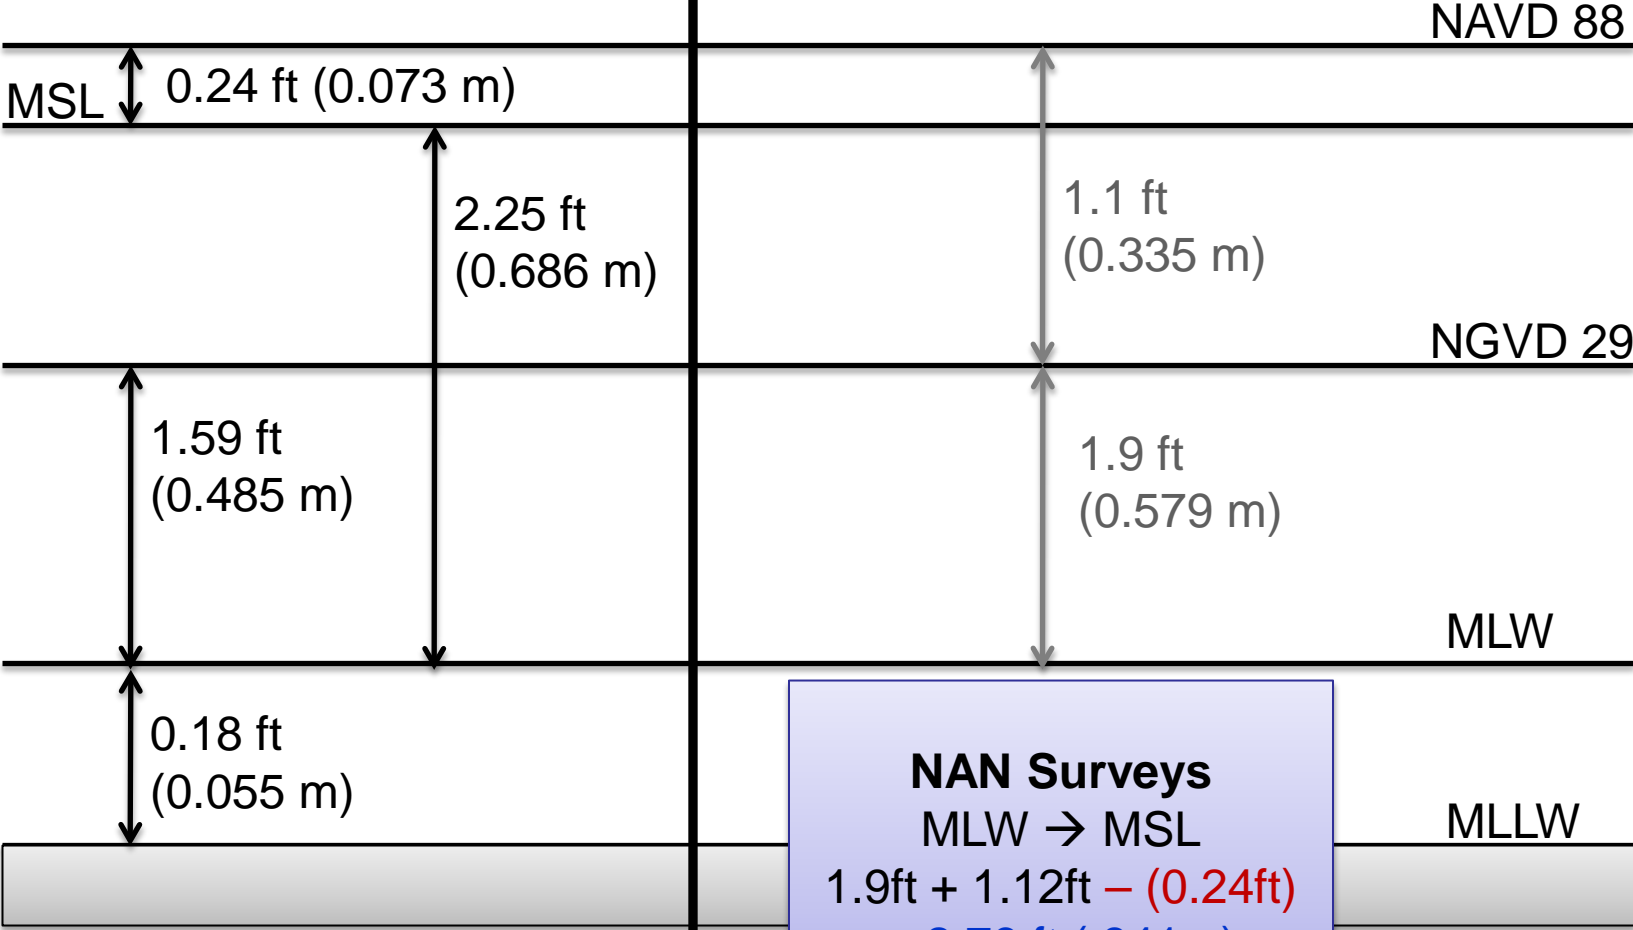 NAVD 88
0.24 ft (0.073 m)
MSL
2.25 ft
(0.686 m)
1.1 ft
(0.335 m)
NGVD 29
1.59 ft
(0.485 m)
1.9 ft
(0.579 m)
MLW
0.18 ft
(0.055 m)
NAN Surveys
MLW → MSL
1.9ft + 1.12ft – (0.24ft)
MLLW